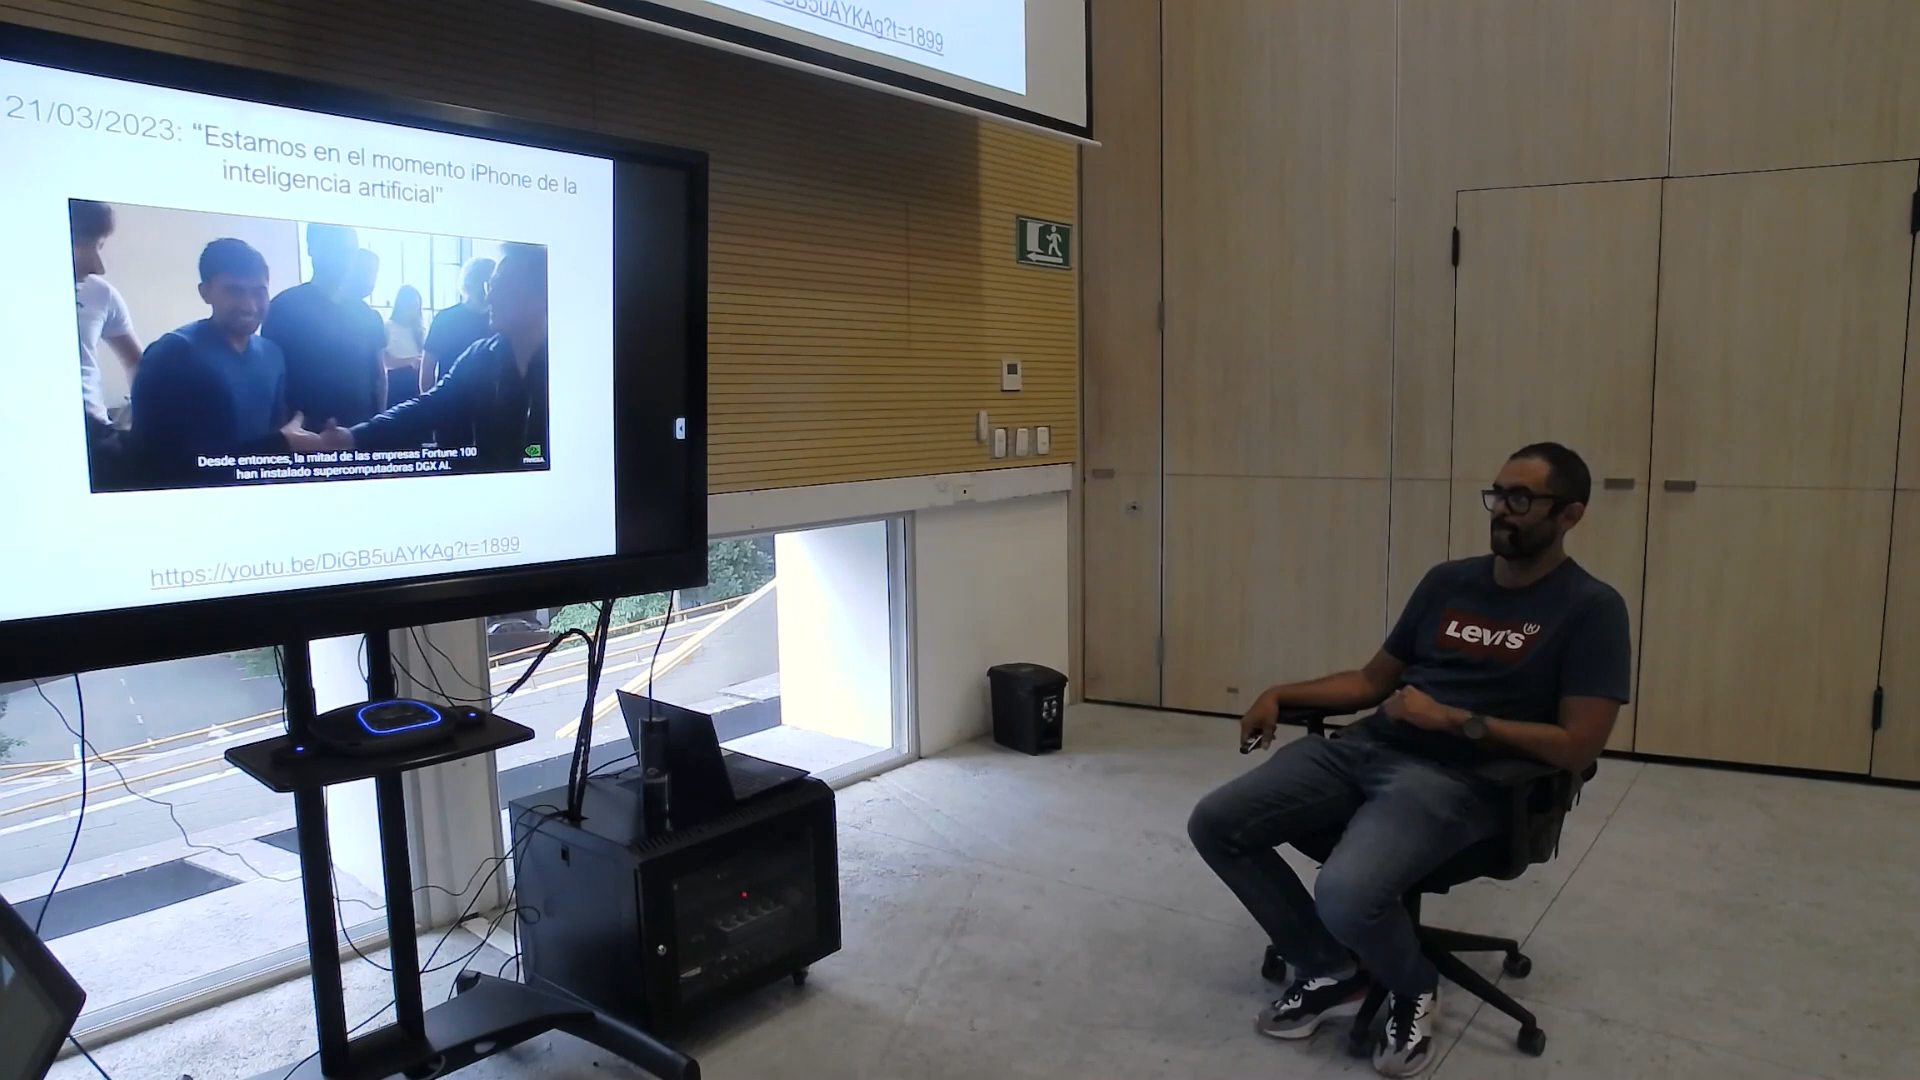 GB5uAYKAg?t=1899
21/03/2023: “Estamos en el momento iPhone de la
inteligencia artificial”
Desde entonces, la mitad de las empresas Fortune 100
han instalado supercomputadoras DGX AI.
NVIDIA
https://youtu.be/DiGB5uAYKAg?t=1899
LEVI'S